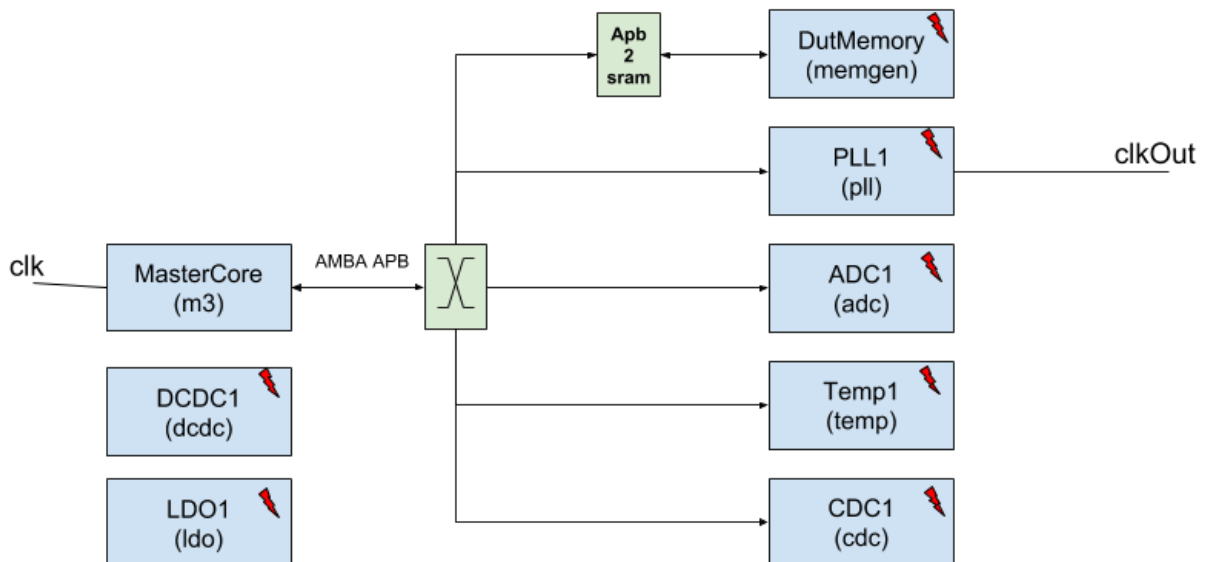 Apb
2
sram
DutMemory
(memgen)
PLL1
(pll)
clkOut
clk
MasterCore
(m3)
AMBA APB
ADC1
(adc)
DCDC1
(dcdc)
Temp1
(temp)
LDO1
(ldo)
CDC1
(cdc)